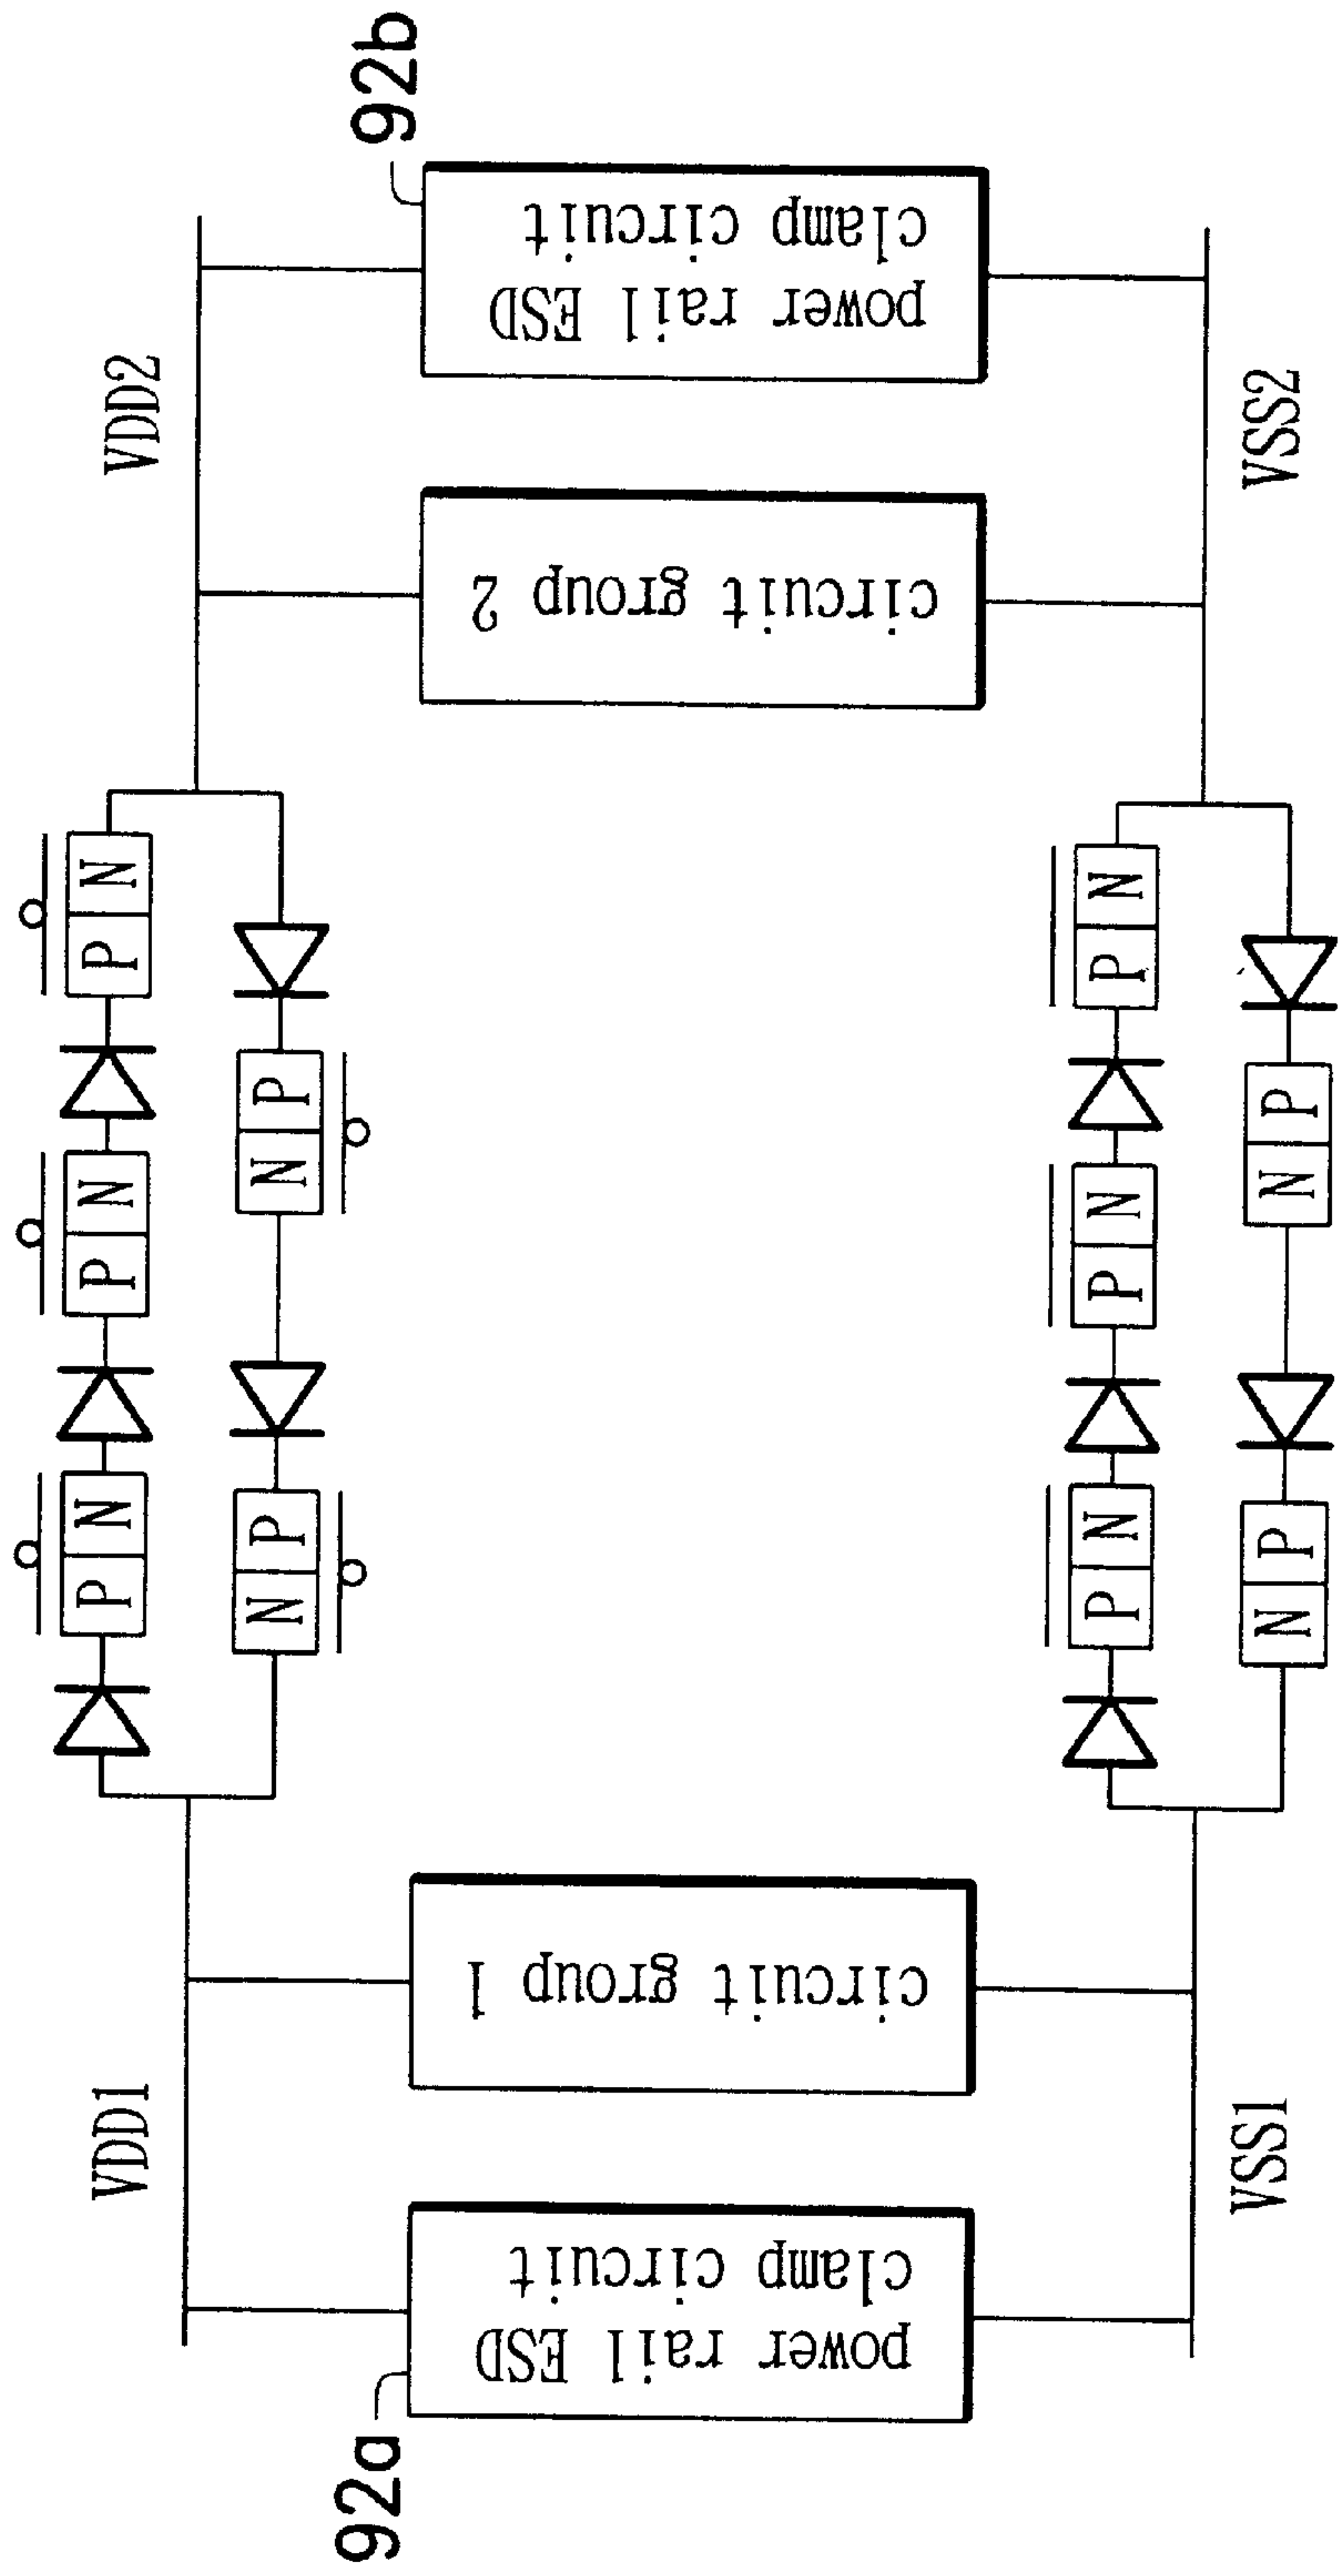 92a
92b
VDD1
VDD2
P N
P N
P N
N P
N P
power rail ESD
clamp circuit
circuit group 1
circuit group 2
power rail ESD
clamp circuit
P N
P N
P N
N P
N P
VSS1
VSS2